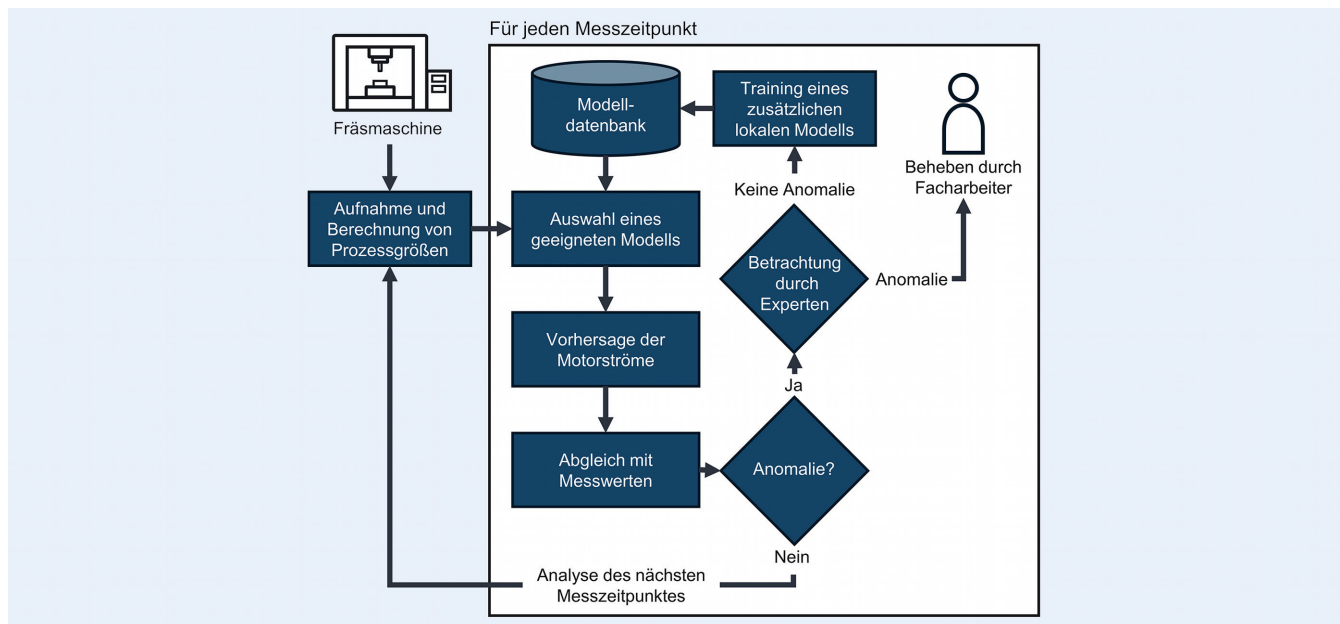 Für jeden Messzeitpunkt
Fräsmaschine
Aufnahme und
Berechnung von
Prozessgrößen
Modell-
datenbank
Training eines
zusätzlichen
lokalen Modells
Auswahl eines
geeigneten Modells
Vorhersage der
Motorströme
Abgleich mit
Messwerten
Anomalie?
Ja
Nein
Betrachtung
durch
Experten
Keine Anomalie
Anomalie
Beheben durch
Facharbeiter
Analyse des nächsten
Messzeitpunktes